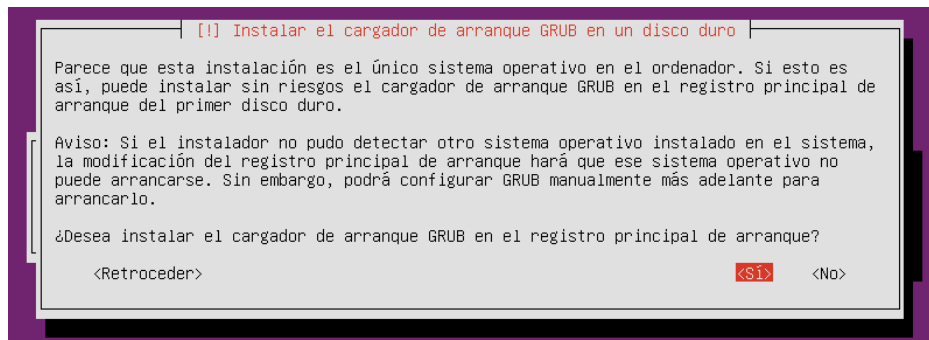 [!] Instalar el cargador de arranque GRUB en un disco duro
Parece que esta instalación es el único sistema operativo en el ordenador. Si esto es
así, puede instalar sin riesgos el cargador de arranque GRUB en el registro principal de
arranque del primer disco duro.
Aviso: Si el instalador no pudo detectar otro sistema operativo instalado en el sistema,
la modificación del registro principal de arranque hará que ese sistema operativo no
puede arrancarse. Sin embargo, podrá configurar GRUB manualmente más adelante para
arrancarlo.
¿Desea instalar el cargador de arranque GRUB en el registro principal de arranque?
<Retroceder> <Sí> <No>